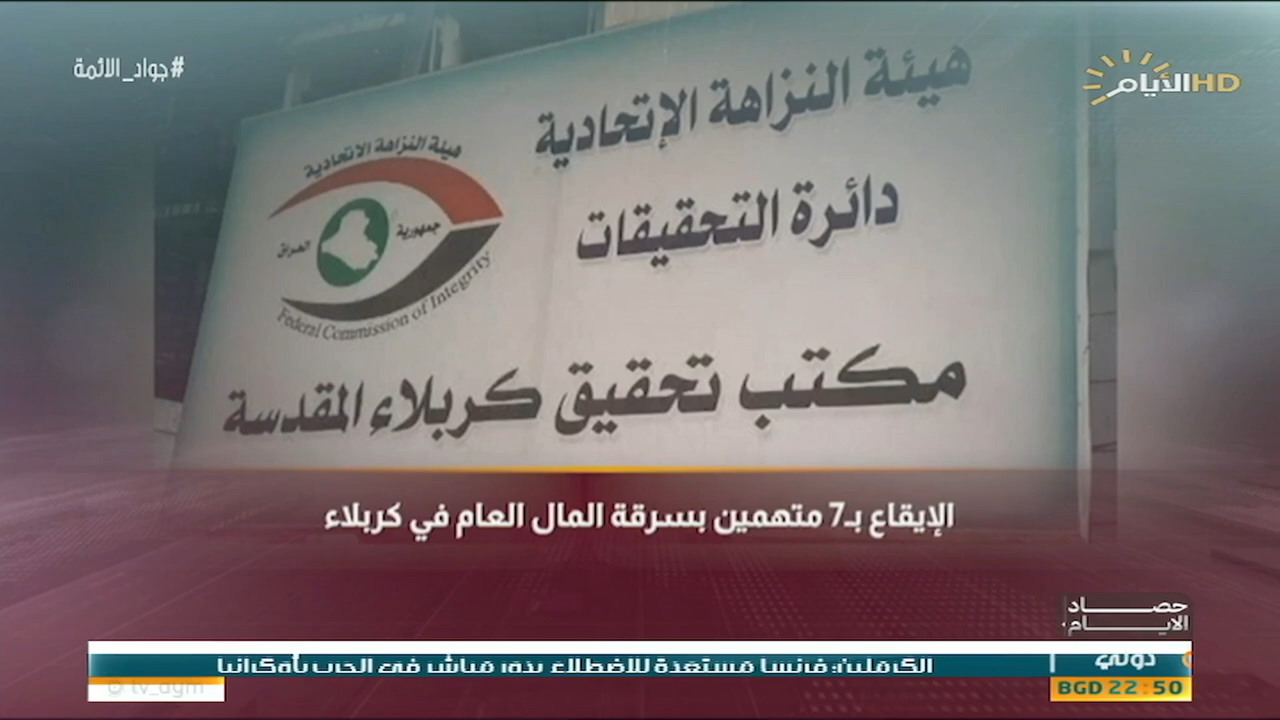 #جواد_الائمة
الأيام HD
هيئة النزاهة الإتحادية
دائرة التحقيقات
مكتب تحقيق كربلاء المقدسة
هيئة النزاهة الاتحادية
جمهورية العراق
Federal Commission of Integrity
الإيقاع بـ7 متهمين بسرقة المال العام في كربلاء
حصاد
الايام
دولي
الكرملين: فرنسا مستعدة للاضطلاع بدور مباشر في الحرب بأوكرانيا
BGD 22:50